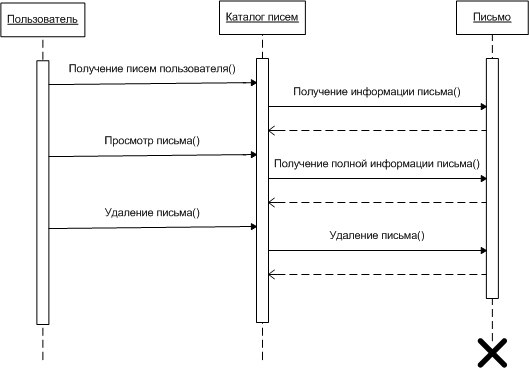 Пользователь
Каталог писем
Письмо
Получение писем пользователя()
Получение информации письма()
Просмотр письма()
Получение полной информации письма()
Удаление письма()
Удаление письма()